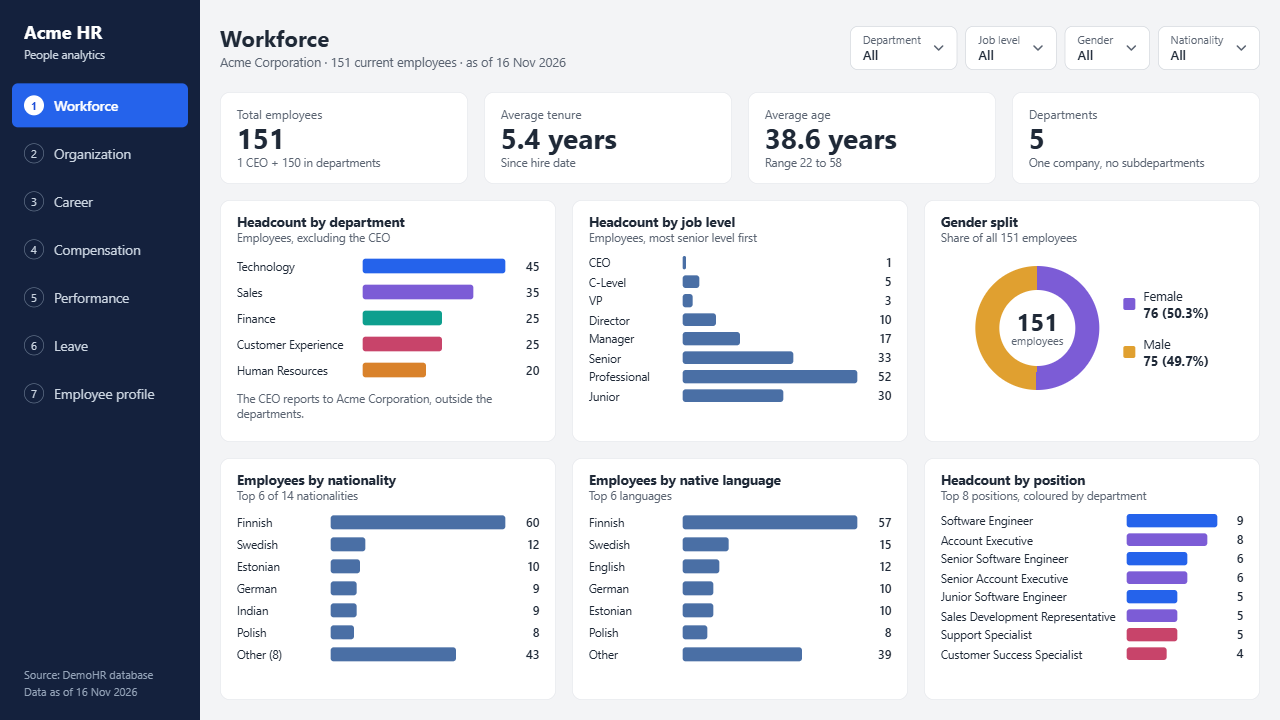 Acme HR
People analytics
1 Workforce
2 Organization
3 Career
4 Compensation
5 Performance
6 Leave
7 Employee profile
Source: DemoHR database
Data as of 16 Nov 2026
Workforce
Acme Corporation · 151 current employees · as of 16 Nov 2026
Department
All
Job level
All
Gender
All
Nationality
All
Total employees
151
1 CEO + 150 in departments
Average tenure
5.4 years
Since hire date
Average age
38.6 years
Range 22 to 58
Departments
5
One company, no subdepartments
Headcount by department
Employees, excluding the CEO
Technology 45
Sales 35
Finance 25
Customer Experience 25
Human Resources 20
The CEO reports to Acme Corporation, outside the
departments.
Headcount by job level
Employees, most senior level first
CEO 1
C-Level 5
VP 3
Director 10
Manager 17
Senior 33
Professional 52
Junior 30
Gender split
Share of all 151 employees
151
employees
Female
76 (50.3%)
Male
75 (49.7%)
Employees by nationality
Top 6 of 14 nationalities
Finnish 60
Swedish 12
Estonian 10
German 9
Indian 9
Polish 8
Other (8) 43
Employees by native language
Top 6 languages
Finnish 57
Swedish 15
English 12
German 10
Estonian 10
Polish 8
Other 39
Headcount by position
Top 8 positions, coloured by department
Software Engineer 9
Account Executive 8
Senior Software Engineer 6
Senior Account Executive 6
Junior Software Engineer 5
Sales Development Representative 5
Support Specialist 5
Customer Success Specialist 4